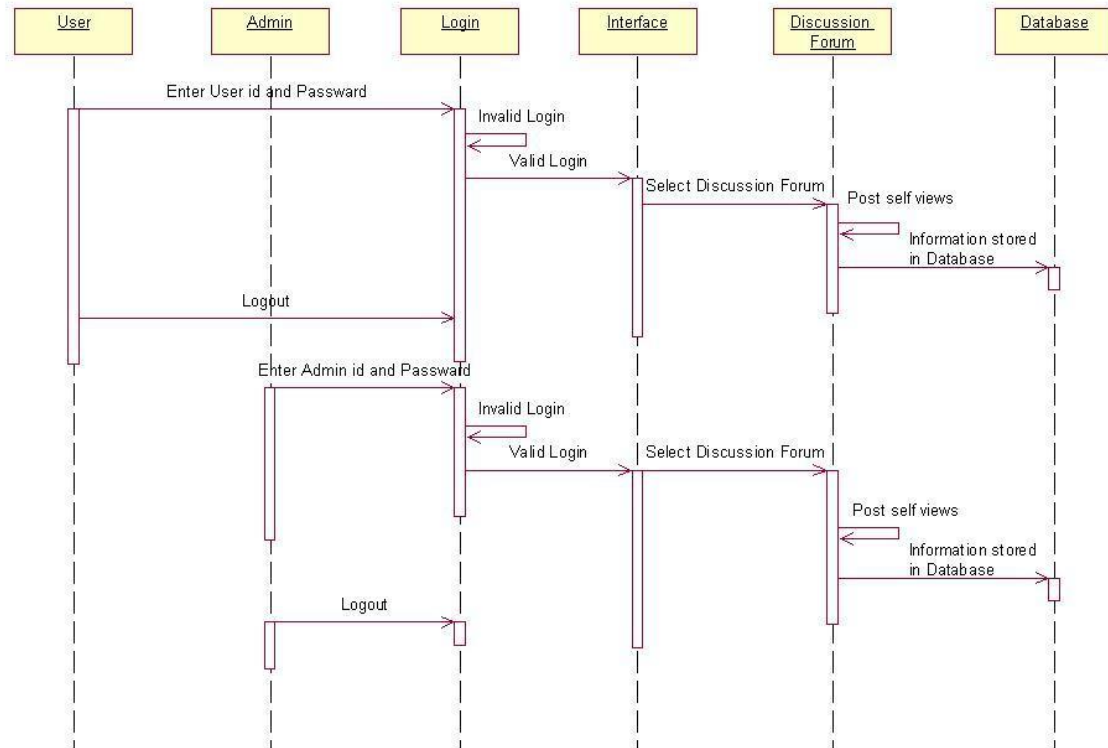 User
Admin
Login
Interface
Discussion
Forum
Database
Enter User id and Passward
Invalid Login
Valid Login
Select Discussion Forum
Post self views
Information stored
in Database
Logout
Enter Admin id and Passward
Invalid Login
Valid Login
Select Discussion Forum
Post self views
Information stored
in Database
Logout